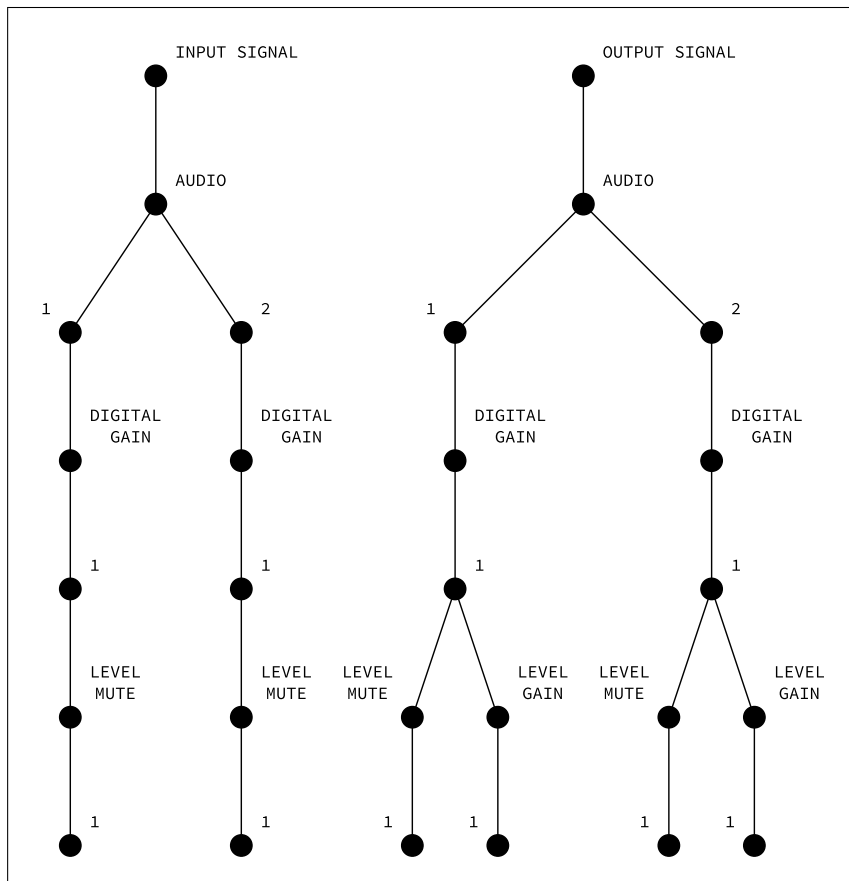 INPUT SIGNAL
OUTPUT SIGNAL
AUDIO
AUDIO
1
2
1
2
DIGITAL
GAIN
DIGITAL
GAIN
DIGITAL
GAIN
DIGITAL
GAIN
1
1
1
1
LEVEL
MUTE
LEVEL
MUTE
LEVEL
MUTE
LEVEL
GAIN
LEVEL
MUTE
LEVEL
GAIN
1
1
1
1
1
1